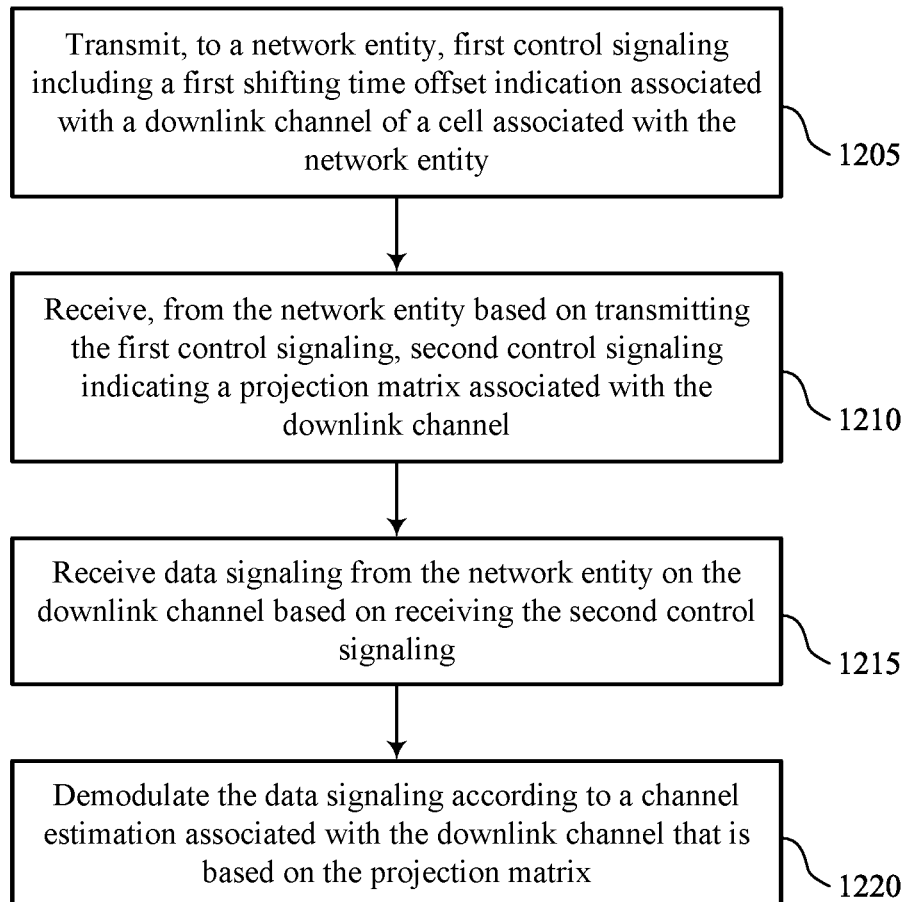 Transmit, to a network entity, first control signaling
including a first shifting time offset indication associated
with a downlink channel of a cell associated with the
network entity
1205
Receive, from the network entity based on transmitting
the first control signaling, second control signaling
indicating a projection matrix associated with the
downlink channel
1210
Receive data signaling from the network entity on the
downlink channel based on receiving the second control
signaling
1215
Demodulate the data signaling according to a channel
estimation associated with the downlink channel that is
based on the projection matrix
1220